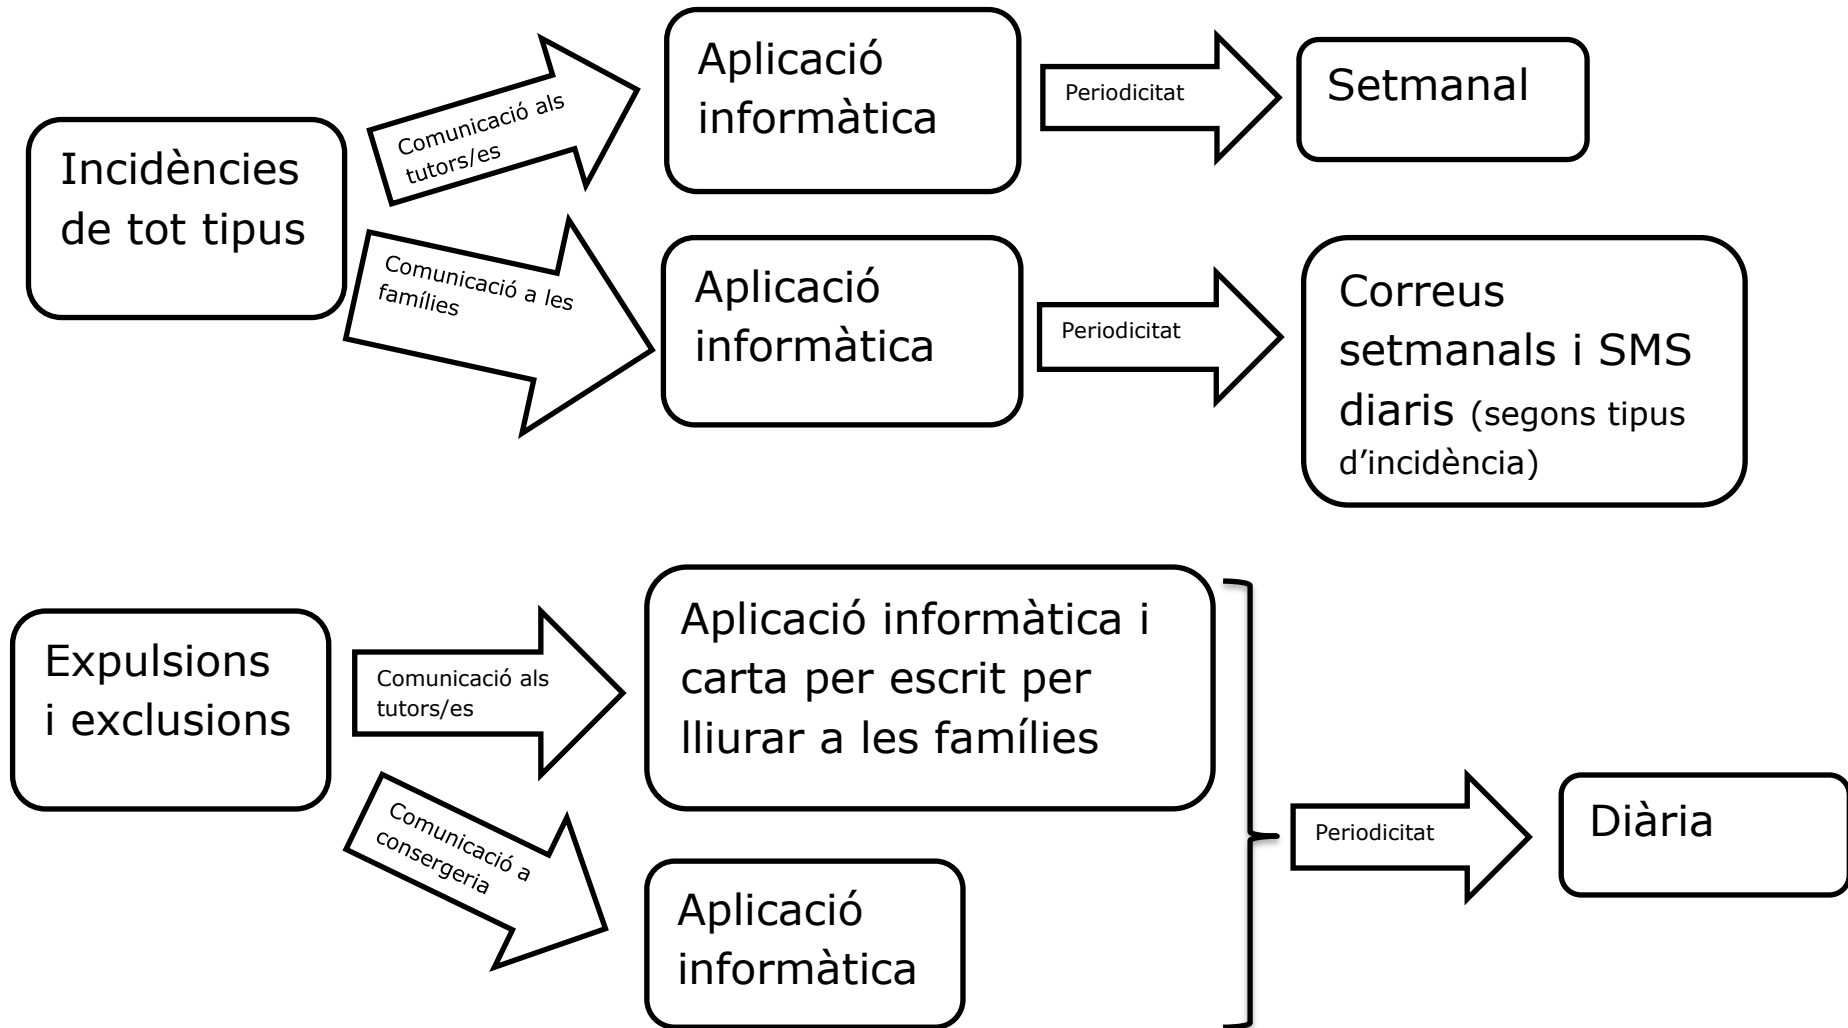 Incidències
de tot tipus
Comunicació als
tutors/es
Aplicació
informàtica
Periodicitat
Setmanal
Comunicació a les
famílies
Aplicació
informàtica
Periodicitat
Correus
setmanals i SMS
diaris (segons tipus
d’incidència)
Expulsions
i exclusions
Comunicació als
tutors/es
Aplicació informàtica i
carta per escrit per
lliurar a les famílies
Comunicació a
consergeria
Aplicació
informàtica
Periodicitat
Diària